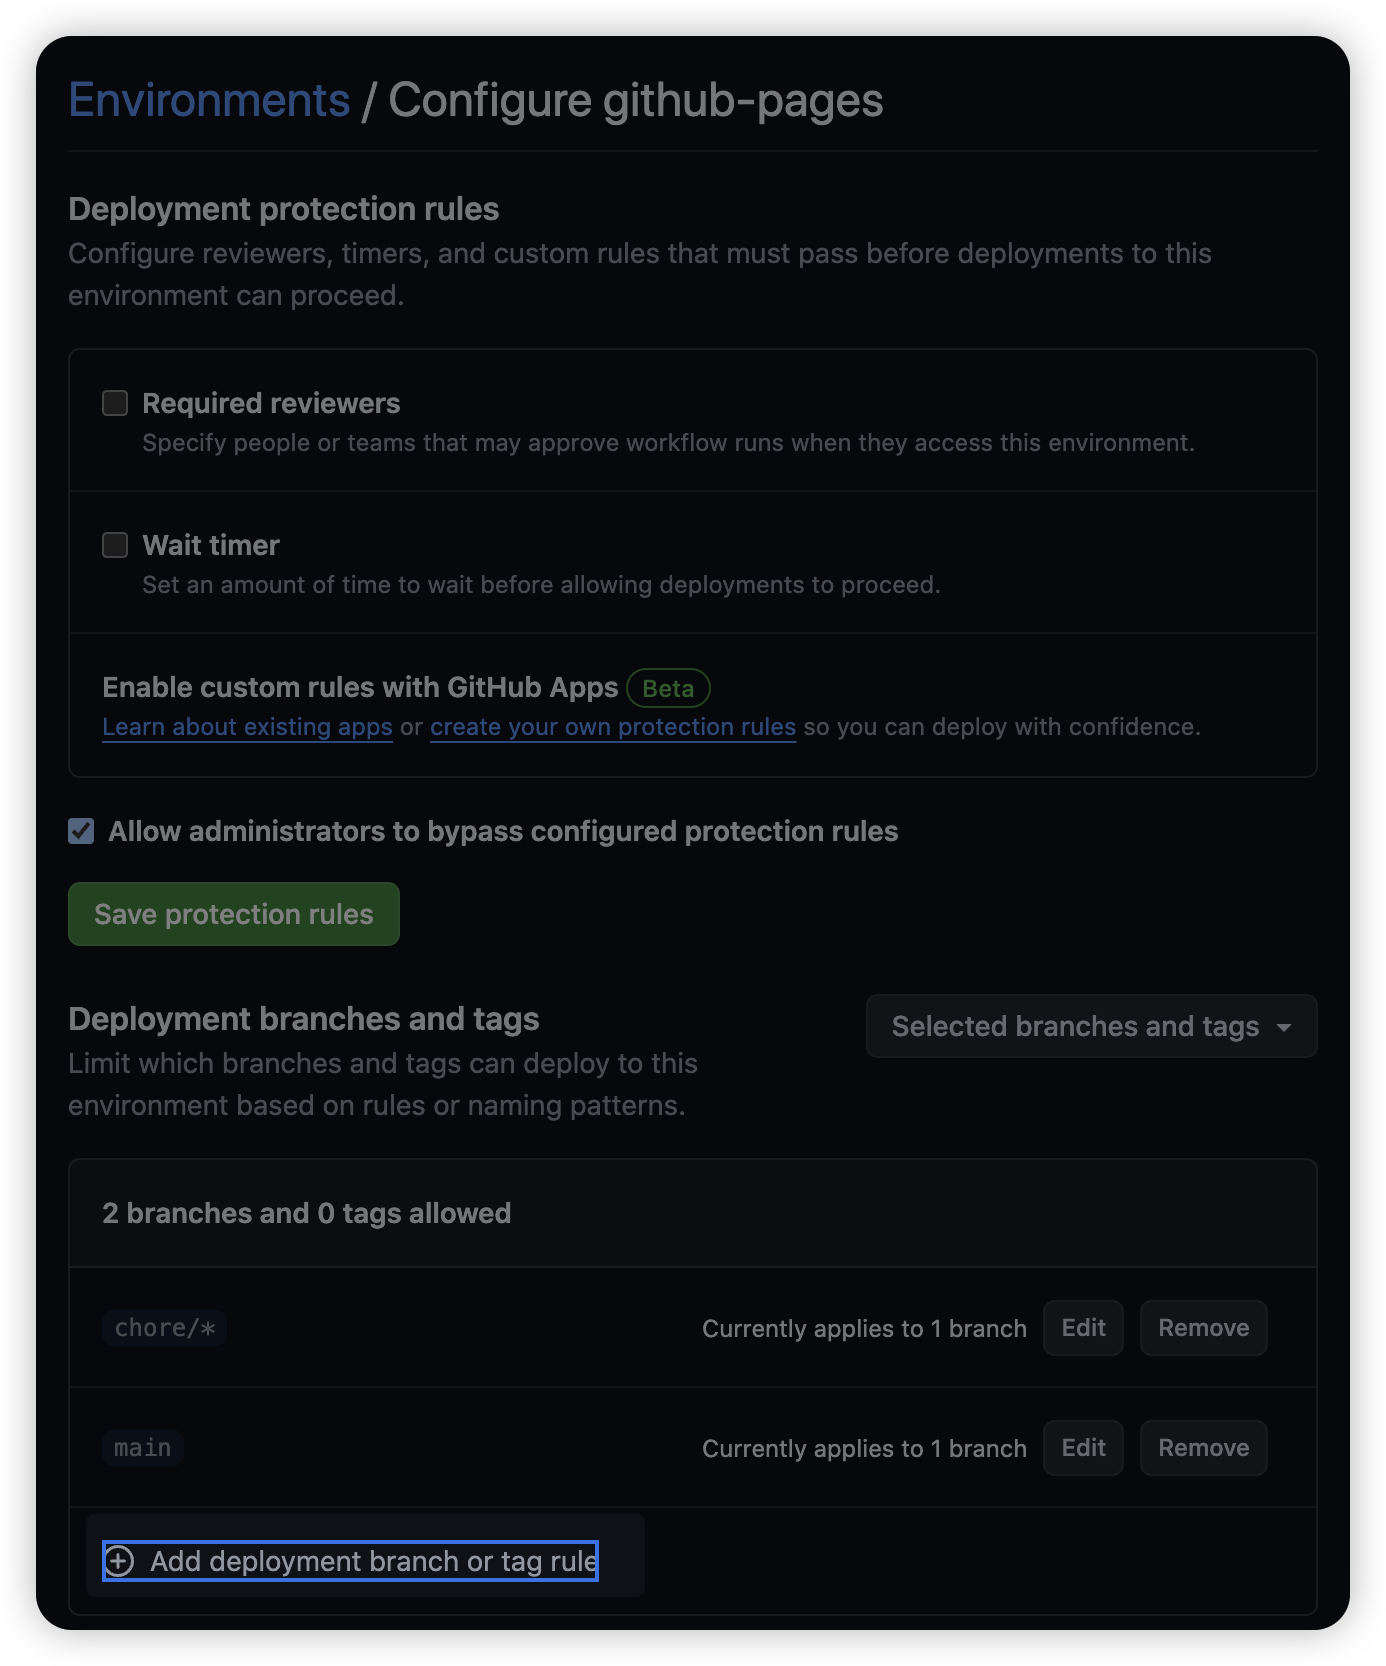 Environments / Configure github-pages
Deployment protection rules
Configure reviewers, timers, and custom rules that must pass before deployments to this
environment can proceed.
Required reviewers
Specify people or teams that may approve workflow runs when they access this environment.
Wait timer
Set an amount of time to wait before allowing deployments to proceed.
Enable custom rules with GitHub Apps Beta
Learn about existing apps or create your own protection rules so you can deploy with confidence.
Allow administrators to bypass configured protection rules
Save protection rules
Deployment branches and tags
Selected branches and tags
Limit which branches and tags can deploy to this
environment based on rules or naming patterns.
2 branches and 0 tags allowed
chore/* Currently applies to 1 branch Edit Remove
main Currently applies to 1 branch Edit Remove
Add deployment branch or tag rule